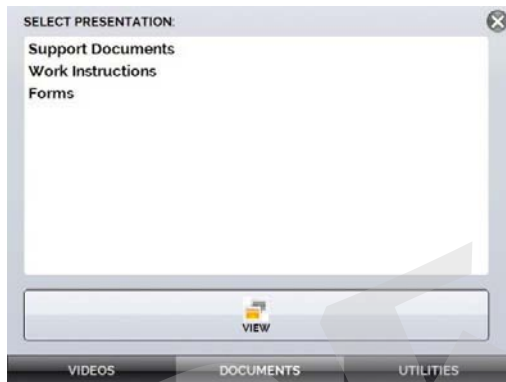 SELECT PRESENTATION:
Support Documents
Work Instructions
Forms
VIEW
VIDEOS DOCUMENTS UTILITIES